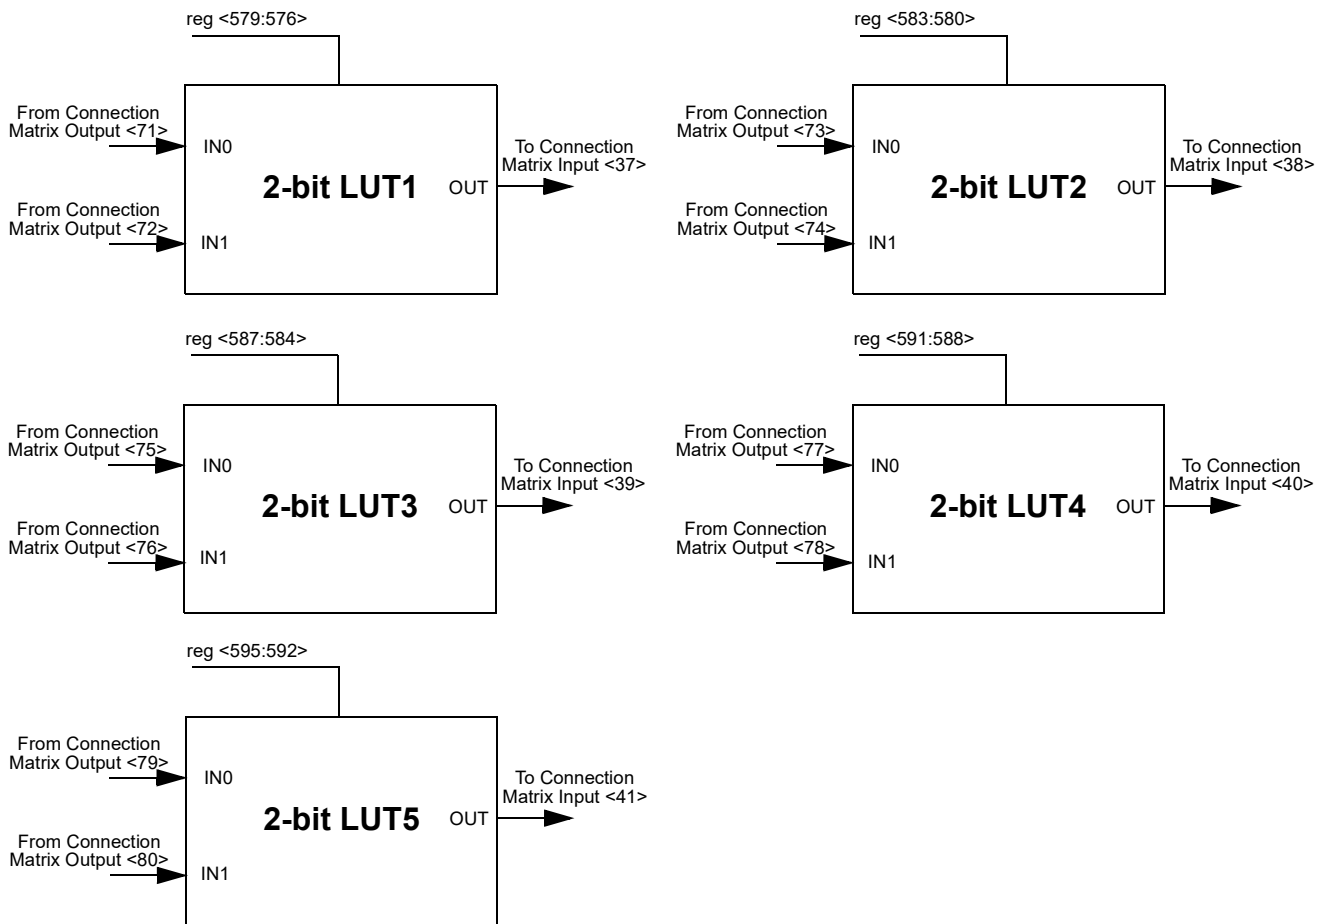 reg <579:576>
From Connection
Matrix Output <71>
IN0
From Connection
Matrix Output <72>
IN1
2-bit LUT1
OUT
To Connection
Matrix Input <37>
reg <583:580>
From Connection
Matrix Output <73>
IN0
From Connection
Matrix Output <74>
IN1
2-bit LUT2
OUT
To Connection
Matrix Input <38>
reg <587:584>
From Connection
Matrix Output <75>
IN0
From Connection
Matrix Output <76>
IN1
2-bit LUT3
OUT
To Connection
Matrix Input <39>
reg <591:588>
From Connection
Matrix Output <77>
IN0
From Connection
Matrix Output <78>
IN1
2-bit LUT4
OUT
To Connection
Matrix Input <40>
reg <595:592>
From Connection
Matrix Output <79>
IN0
From Connection
Matrix Output <80>
IN1
2-bit LUT5
OUT
To Connection
Matrix Input <41>